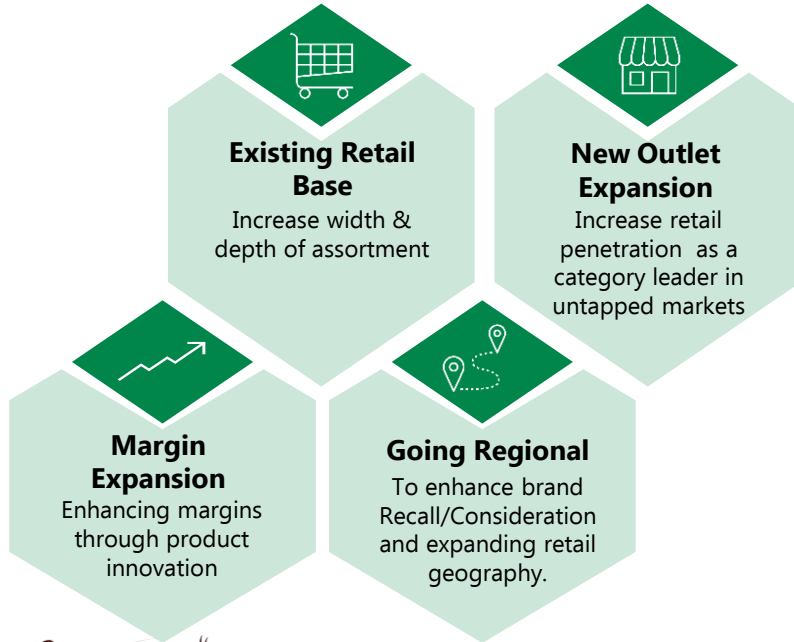 Existing Retail
Base
Increase width &
depth of assortment
New Outlet
Expansion
Increase retail
penetration as a
category leader in
untapped markets
Margin
Expansion
Enhancing margins
through product
innovation
Going Regional
To enhance brand
Recall/Consideration
and expanding retail
geography.